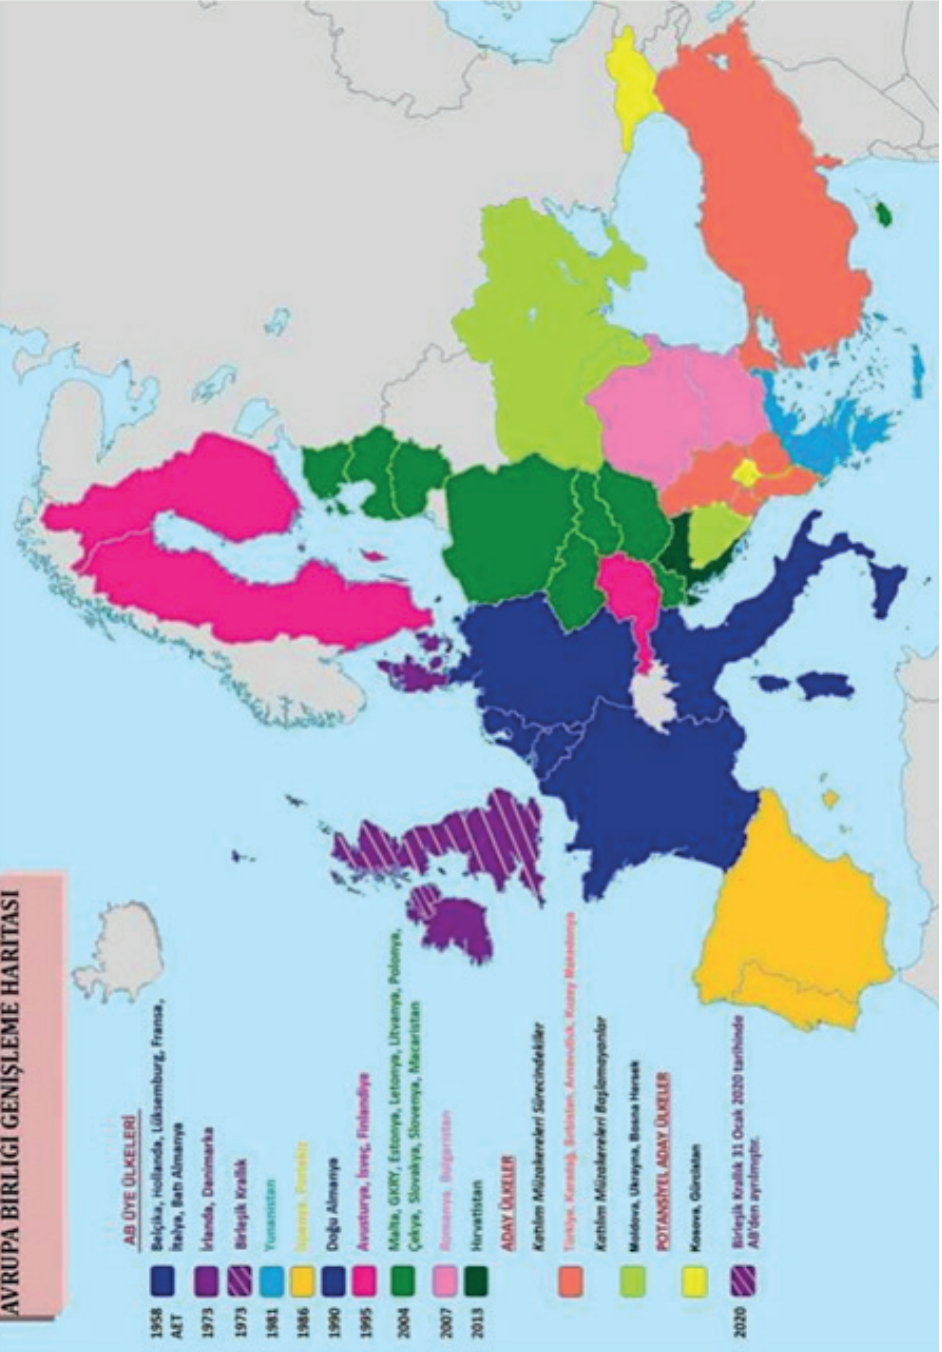 AVRUPA BİRLİĞİ GENİŞLEME HARİTASI
AB ÜYE ÜLKELERİ
1958 Belçika, Hollanda, Lüksemburg, Fransa,
AET İtalya, Batı Almanya
1973 İrlanda, Danimarka
1973 Birleşik Krallık
1981 Yunanistan
1986 İspanya, Portekiz
1990 Doğu Almanya
1995 Avusturya, İsveç, Finlandiya
2004 Malta, GKRY, Estonya, Letonya, Litvanya, Polonya,
Çekya, Slovakya, Slovenya, Macaristan
2007 Romanya, Bulgaristan
2013 Hırvatistan
ADAY ÜLKELER
Katılım Müzakereleri Sürecindekiler
Türkiye, Karadağ, Sırbistan, Arnavutluk, Kuzey Makedonya
Katılım Müzakereleri Başlamayanlar
Moldova, Ukrayna, Bosna Hersek
POTANSİYEL ADAY ÜLKELER
Kosova, Gürcistan
2020 Birleşik Krallık 31 Ocak 2020 tarihinde
AB'den ayrılmıştır.